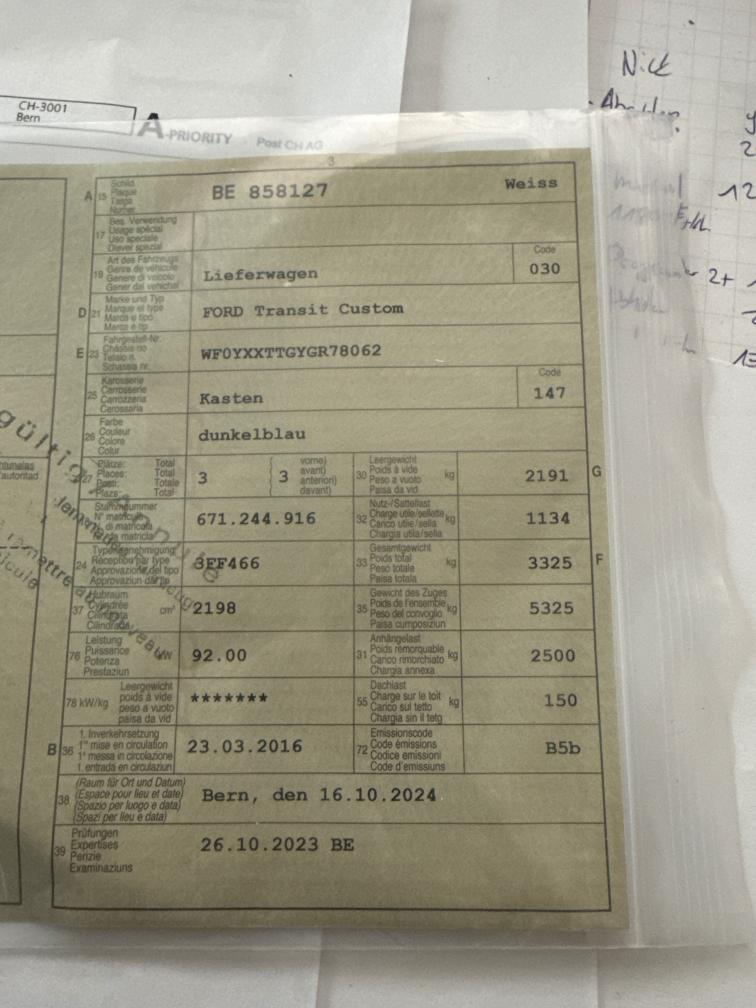 CH-3001
Bern
A-PRIORITY Post CH AG
Nick
3
A 15 Schild Plaque Targa Numer BE 858127 Weiss
17 Bes. Verwendung Usage spécial Uso speciale Diever spezial
19 Art des Fahrzeugs Genre de véhicule Genere di veicolo Gener dal vehichel Lieferwagen Code 030
D 21 Marke und Typ Marque et type Marca e tipo Marca e tip FORD Transit Custom
E 23 Fahrgestell-Nr. Châssis no Telaio n. Schassis nr. WF0YXXTTGYGR78062
25 Karosserie Carrosserie Carrozzeria Carossaria Kasten Code 147
26 Farbe Couleur Colore Colur dunkelblau
27 Plätze: Total Places: Total Posti: Totale Plazs: Total 3 3 vorne) avant) anteriori) davant) 30 Leergewicht Poids à vide Peso a vuoto Paisa da vid kg 2191 G
Stammnummer N° matricule di matricola da matricla 671.244.916 32 Nutz-/Sattellast Charge utile/sellette Carico utile/sella Chargia utila/sella kg 1134
24 Typengenehmigung Réception par type Approvazione del tipo Approvaziun dal tip 3EF466 33 Gesamtgewicht Poids total Peso totale Paisa totala kg 3325 F
37 Hubraum Cylindrée Cilindrata Cilindrada cm³ 2198 35 Gewicht des Zuges Poids de l'ensemble Peso del convoglio Paisa cumposiziun kg 5325
76 Leistung Puissance Potenza Prestaziun kW 92.00 31 Anhängelast Poids remorquable Carico rimorchiato Chargia annexa kg 2500
78 kW/kg Leergewicht poids à vide peso a vuoto paisa da vid ******* 55 Dachlast Charge sur le toit Carico sul tetto Chargia sin il tetg kg 150
B 36 1. Inverkehrsetzung 1re mise en circulation 1a messa in circolazione 1. entrada en circulaziun 23.03.2016 72 Emissionscode Code émissions Codice emissioni Code d'emissiuns B5b
38 (Raum für Ort und Datum) (Espace pour lieu et date) (Spazio per luogo e data) (Spazi per lieu e data) Bern, den 16.10.2024
39 Prüfungen Expertises Perizie Examinaziuns 26.10.2023 BE